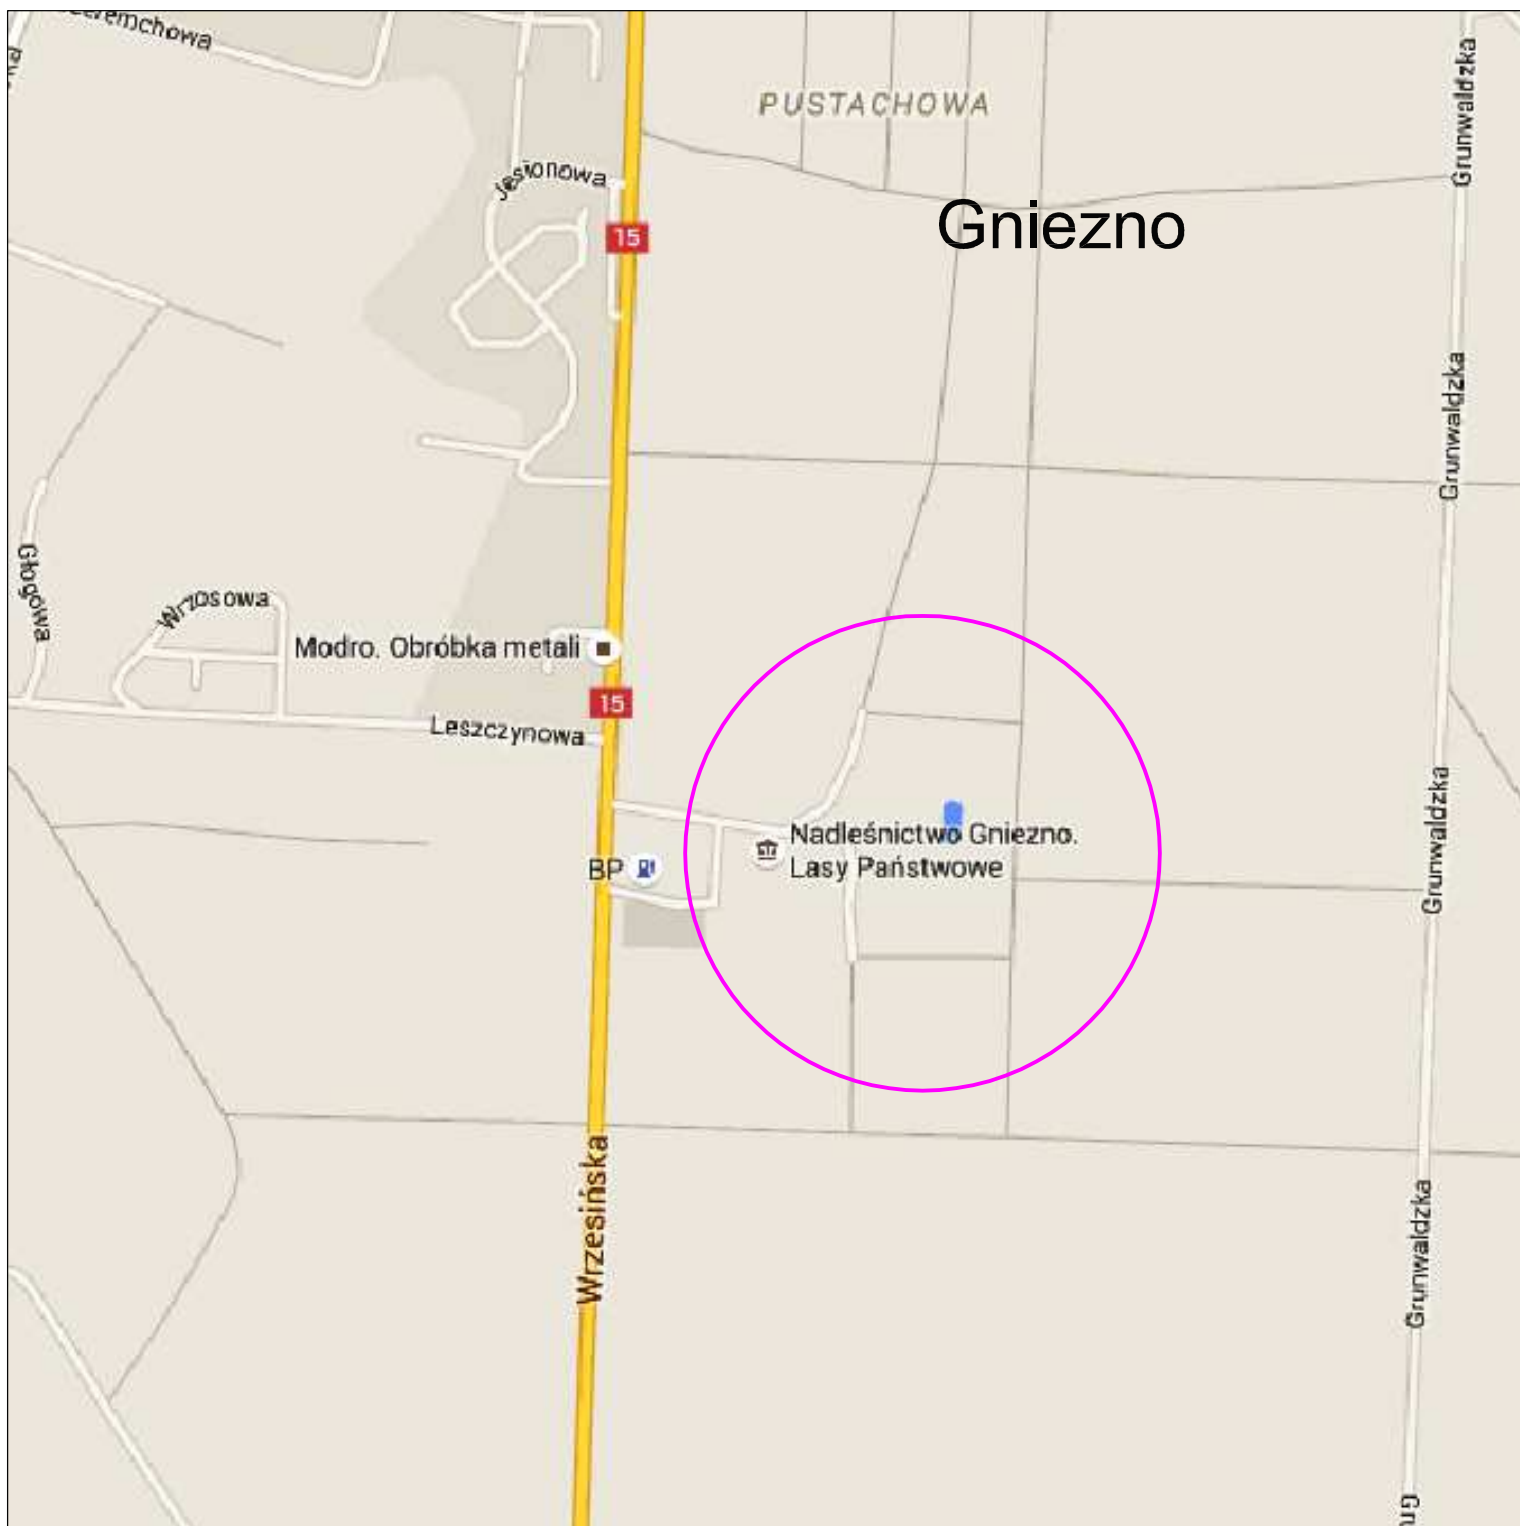 PUSTACHOWA
Jesionowa
Gniezno
15
Grunwaldzka
Grunwaldzka
Głogowa
Wrzosowa
Modro. Obróbka metali
15
Leszczynowa
Nadleśnictwo Gniezno.
Lasy Państwowe
BP
Grunwaldzka
Wrzesińska
Grunwaldzka